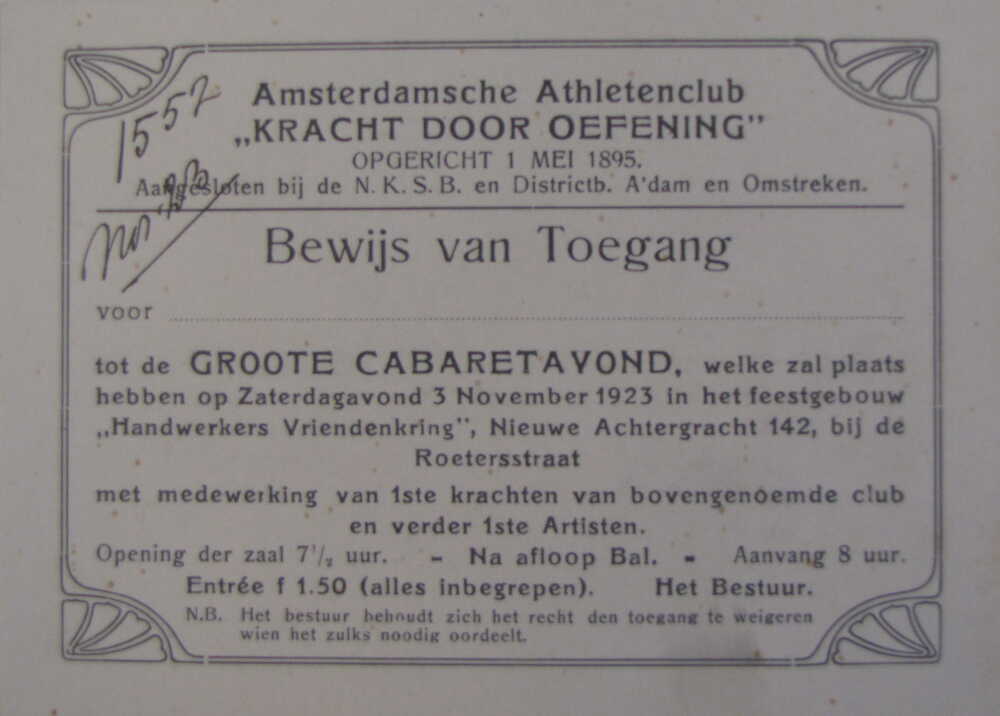 1557
Nov '23
Amsterdamsche Athletenclub
„KRACHT DOOR OEFENING”
OPGERICHT 1 MEI 1895.
Aangesloten bij de N. K. S. B. en Districtb. A'dam en Omstreken.
Bewijs van Toegang
voor
tot de GROOTE CABARETAVOND, welke zal plaats
hebben op Zaterdagavond 3 November 1923 in het feestgebouw
„Handwerkers Vriendenkring”, Nieuwe Achtergracht 142, bij de
Roetersstraat
met medewerking van 1ste krachten van bovengenoemde club
en verder 1ste Artisten.
Opening der zaal 7½ uur. - Na afloop Bal. - Aanvang 8 uur.
Entrée f 1.50 (alles inbegrepen). Het Bestuur.
N.B. Het bestuur behoudt zich het recht den toegang te weigeren
wien het zulks noodig oordeelt.